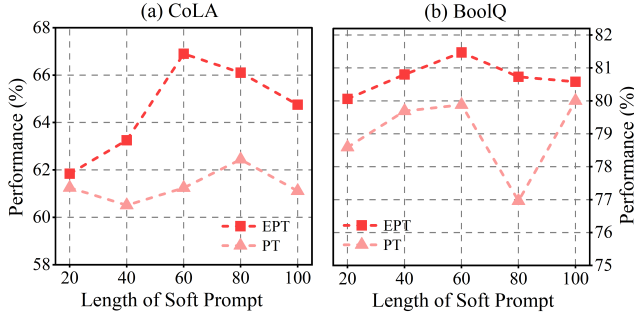 (a) CoLA
Performance (%)
68
66
64
62
60
58
20 40 60 80 100
Length of Soft Prompt
EPT
PT
(b) BoolQ
Performance (%)
82
81
80
79
78
77
76
75
20 40 60 80 100
Length of Soft Prompt
EPT
PT